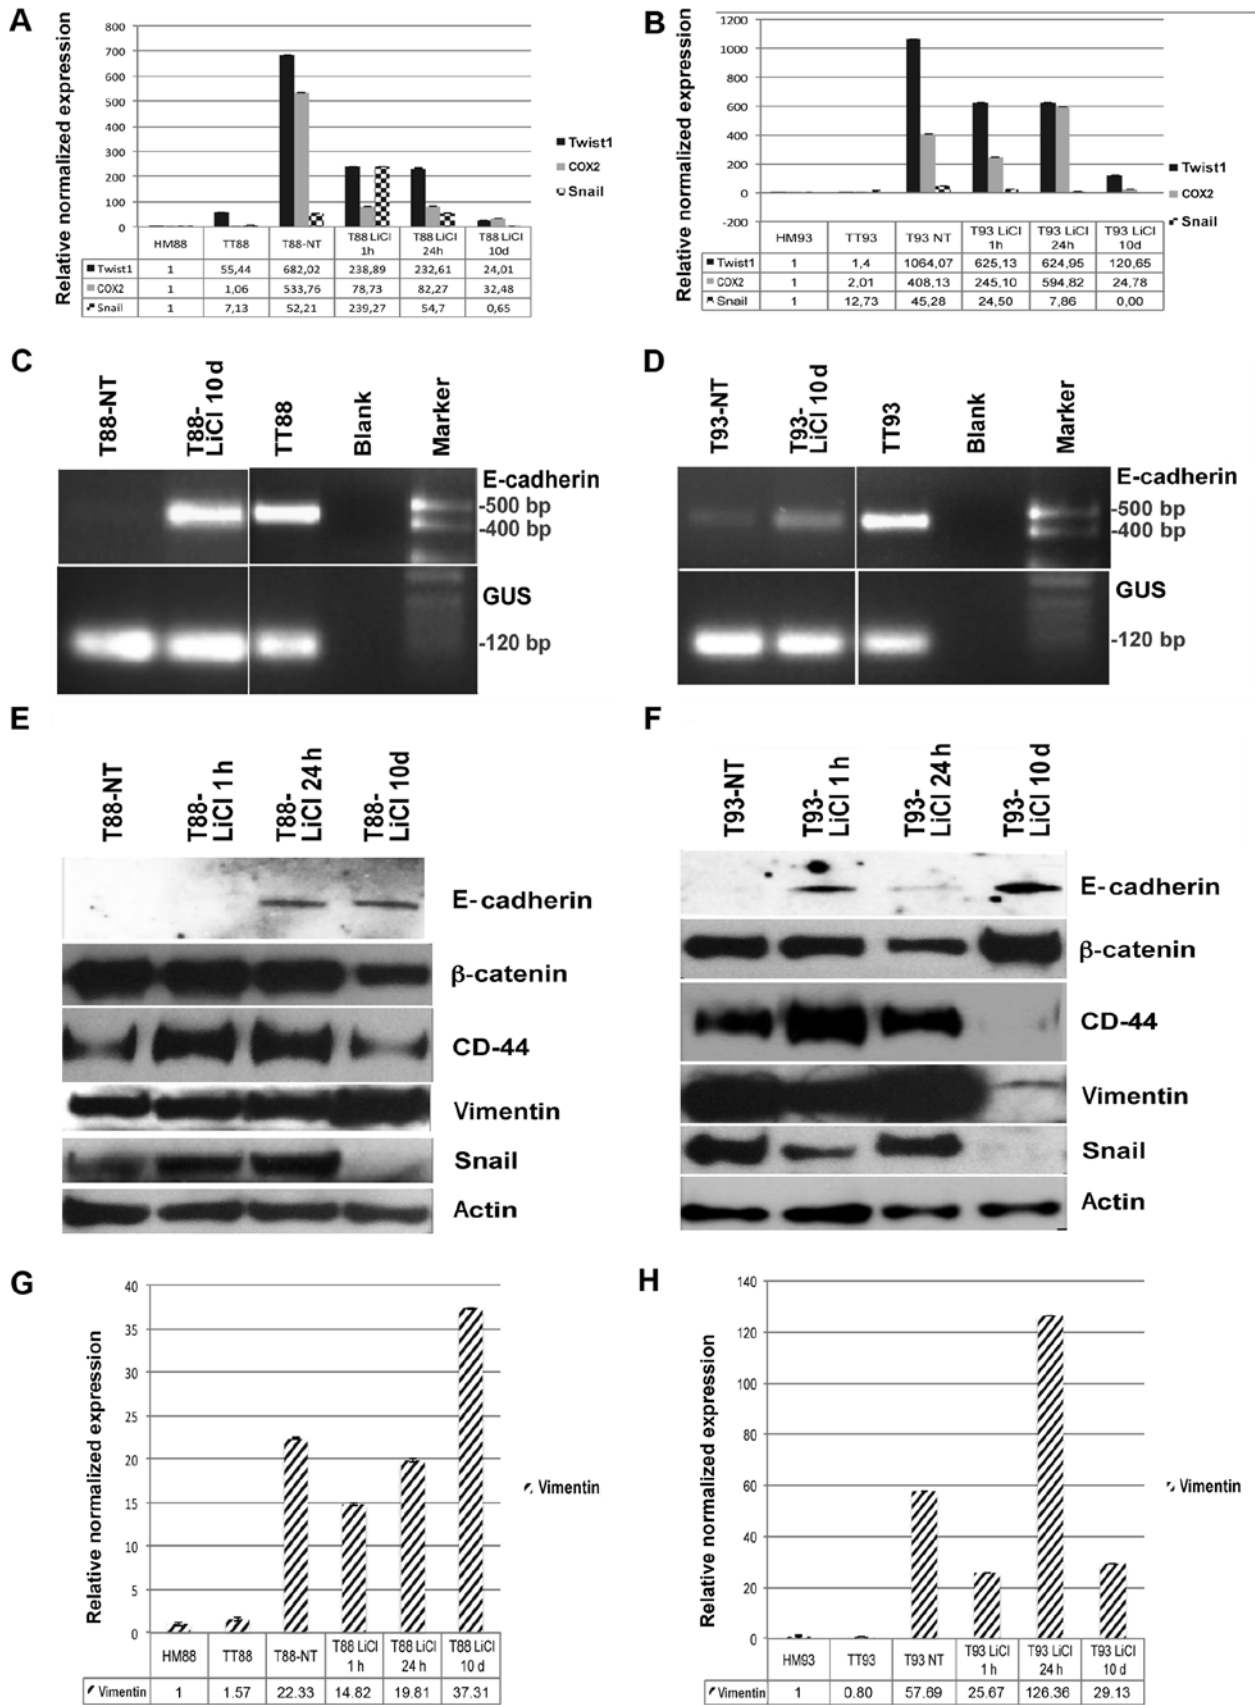 A
Relative normalized expression
800
700
600
500
400
300
200
100
0
Twist1
COX2
Snail
HM88 TT88 T88-NT T88 LiCl 1h T88 LiCl 24h T88 LiCl 10d
Twist1 1 55,44 682,02 238,89 232,61 24,01
COX2 1 1,06 533,76 78,73 82,27 32,48
Snail 1 7,13 52,21 239,27 54,7 0,65
B
Relative normalized expression
1200
1000
800
600
400
200
0
-200
Twist1
COX2
Snail
HM93 TT93 T93 NT T93 LiCl 1h T93 LiCl 24h T93 LiCl 10d
Twist1 1 1,4 1064,07 625,13 624,95 120,65
COX2 1 2,01 408,13 245,10 594,82 24,78
Snail 1 12,73 45,28 24,50 7,86 0,00
C
T88-NT
T88-
LiCl 10 d
TT88
Blank
Marker
E-cadherin
-500 bp
-400 bp
GUS
-120 bp
D
T93-NT
T93-
LiCl 10 d
TT93
Blank
Marker
E-cadherin
-500 bp
-400 bp
GUS
-120 bp
E
T88-NT
T88-
LiCl 1 h
T88-
LiCl 24 h
T88-
LiCl 10d
E-cadherin
β-catenin
CD-44
Vimentin
Snail
Actin
F
T93-NT
T93-
LiCl 1 h
T93-
LiCl 24 h
T93-
LiCl 10 d
E-cadherin
β-catenin
CD-44
Vimentin
Snail
Actin
G
Relative normalized expression
40
35
30
25
20
15
10
5
0
Vimentin
HM88 TT88 T88-NT T88 LiCl 1 h T88 LiCl 24 h T88 LiCl 10 d
Vimentin 1 1.57 22.33 14.82 19.81 37.31
H
Relative normalized expression
140
120
100
80
60
40
20
0
Vimentin
HM93 TT93 T93 NT T93 LiCl 1 h T93 LiCl 24 h T93 LiCl 10 d
Vimentin 1 0.80 57.69 25.67 126.36 29.13